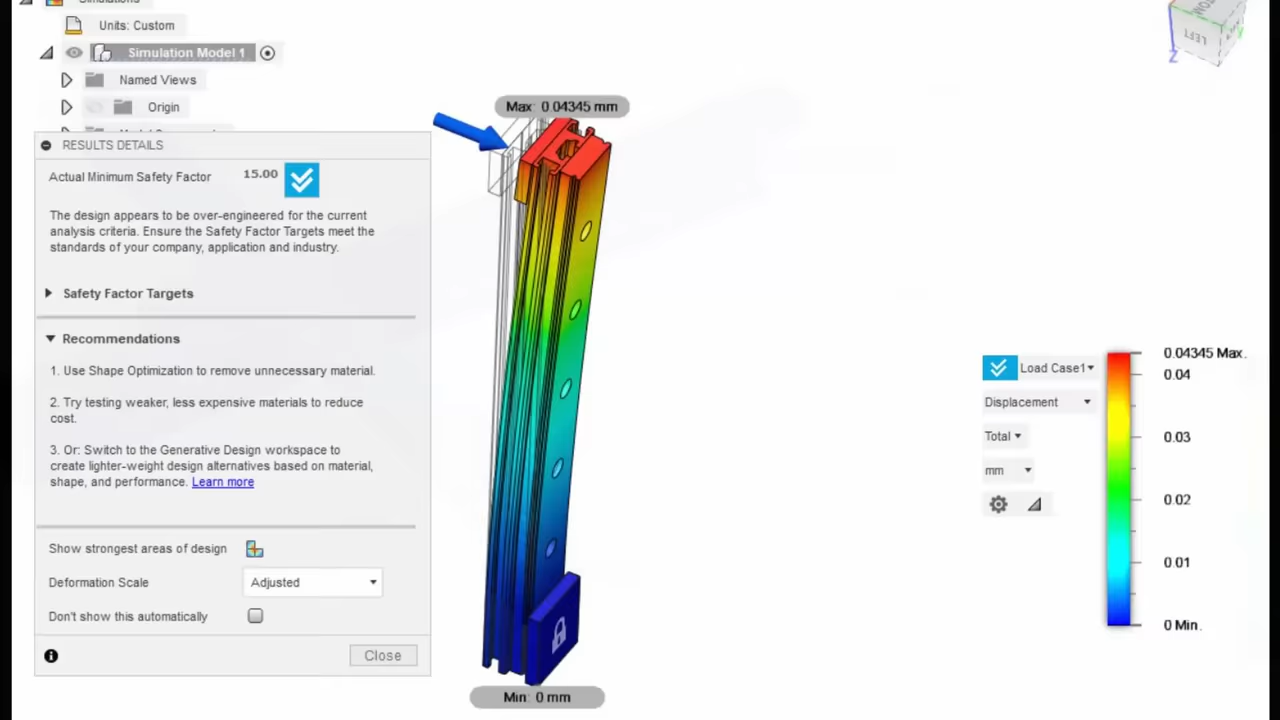 Simulations
Units: Custom
Simulation Model 1
Named Views
Origin
RESULTS DETAILS
Actual Minimum Safety Factor 15.00
The design appears to be over-engineered for the current
analysis criteria. Ensure the Safety Factor Targets meet the
standards of your company, application and industry.
Safety Factor Targets
Recommendations
1. Use Shape Optimization to remove unnecessary material.
2. Try testing weaker, less expensive materials to reduce
cost.
3. Or: Switch to the Generative Design workspace to
create lighter-weight design alternatives based on material,
shape, and performance. Learn more
Show strongest areas of design
Deformation Scale Adjusted
Don't show this automatically
Close
Max: 0.04345 mm
Min: 0 mm
LEFT
Z
Load Case1
Displacement
Total
mm
0.04345 Max.
0.04
0.03
0.02
0.01
0 Min.